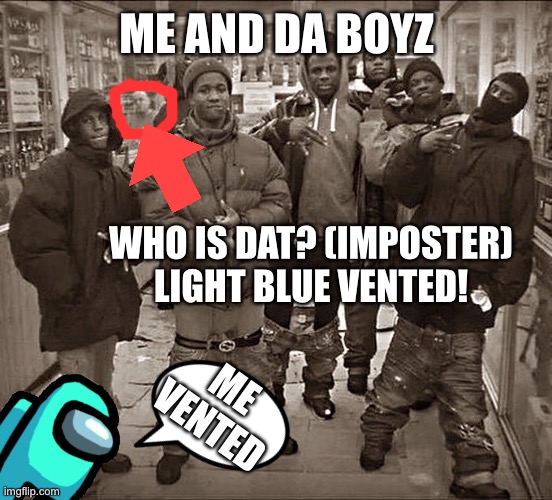 ME AND DA BOYZ
WHO IS DAT? (IMPOSTER)
LIGHT BLUE VENTED!
ME
VENTED
imgflip.com